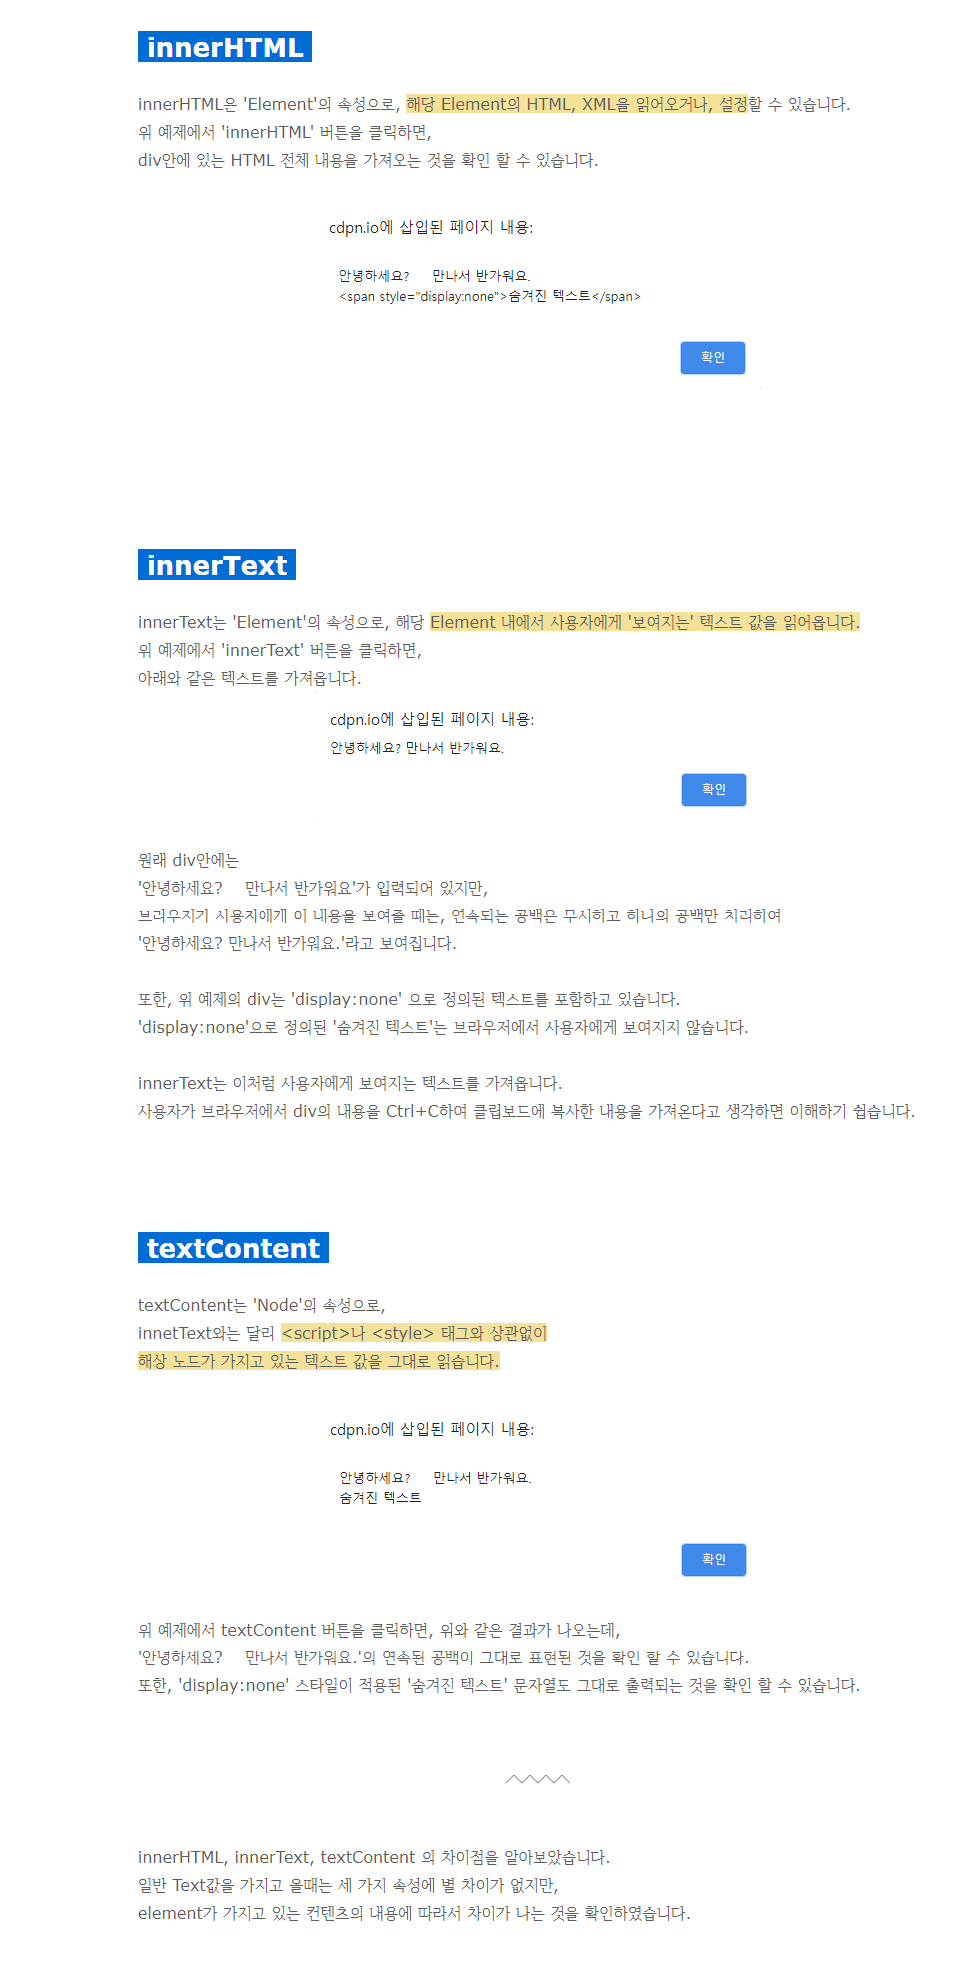 innerHTML
innerHTML은 'Element'의 속성으로, 해당 Element의 HTML, XML을 읽어오거나, 설정할 수 있습니다.
위 예제에서 'innerHTML' 버튼을 클릭하면,
div안에 있는 HTML 전체 내용을 가져오는 것을 확인 할 수 있습니다.
cdpn.io에 삽입된 페이지 내용:
안녕하세요?    만나서 반가워요.
<span style="display:none">숨겨진 텍스트</span>
확인
innerText
innerText는 'Element'의 속성으로, 해당 Element 내에서 사용자에게 '보여지는' 텍스트 값을 읽어옵니다.
위 예제에서 'innerText' 버튼을 클릭하면,
아래와 같은 텍스트를 가져옵니다.
cdpn.io에 삽입된 페이지 내용:
안녕하세요? 만나서 반가워요.
확인
원래 div안에는
'안녕하세요?    만나서 반가워요'가 입력되어 있지만,
브라우저가 사용자에게 이 내용을 보여줄 때는, 연속되는 공백은 무시하고 하나의 공백만 처리하여
'안녕하세요? 만나서 반가워요.'라고 보여집니다.
또한, 위 예제의 div는 'display:none' 으로 정의된 텍스트를 포함하고 있습니다.
'display:none'으로 정의된 '숨겨진 텍스트'는 브라우저에서 사용자에게 보여지지 않습니다.
innerText는 이처럼 사용자에게 보여지는 텍스트를 가져옵니다.
사용자가 브라우저에서 div의 내용을 Ctrl+C하여 클립보드에 복사한 내용을 가져온다고 생각하면 이해하기 쉽습니다.
textContent
textContent는 'Node'의 속성으로,
innetText와는 달리 <script>나 <style> 태그와 상관없이
해상 노드가 가지고 있는 텍스트 값을 그대로 읽습니다.
cdpn.io에 삽입된 페이지 내용:
안녕하세요?    만나서 반가워요.
숨겨진 텍스트
확인
위 예제에서 textContent 버튼을 클릭하면, 위와 같은 결과가 나오는데,
'안녕하세요?    만나서 반가워요.'의 연속된 공백이 그대로 표현된 것을 확인 할 수 있습니다.
또한, 'display:none' 스타일이 적용된 '숨겨진 텍스트' 문자열도 그대로 출력되는 것을 확인 할 수 있습니다.
innerHTML, innerText, textContent 의 차이점을 알아보았습니다.
일반 Text값을 가지고 올때는 세 가지 속성에 별 차이가 없지만,
element가 가지고 있는 컨텐츠의 내용에 따라서 차이가 나는 것을 확인하였습니다.